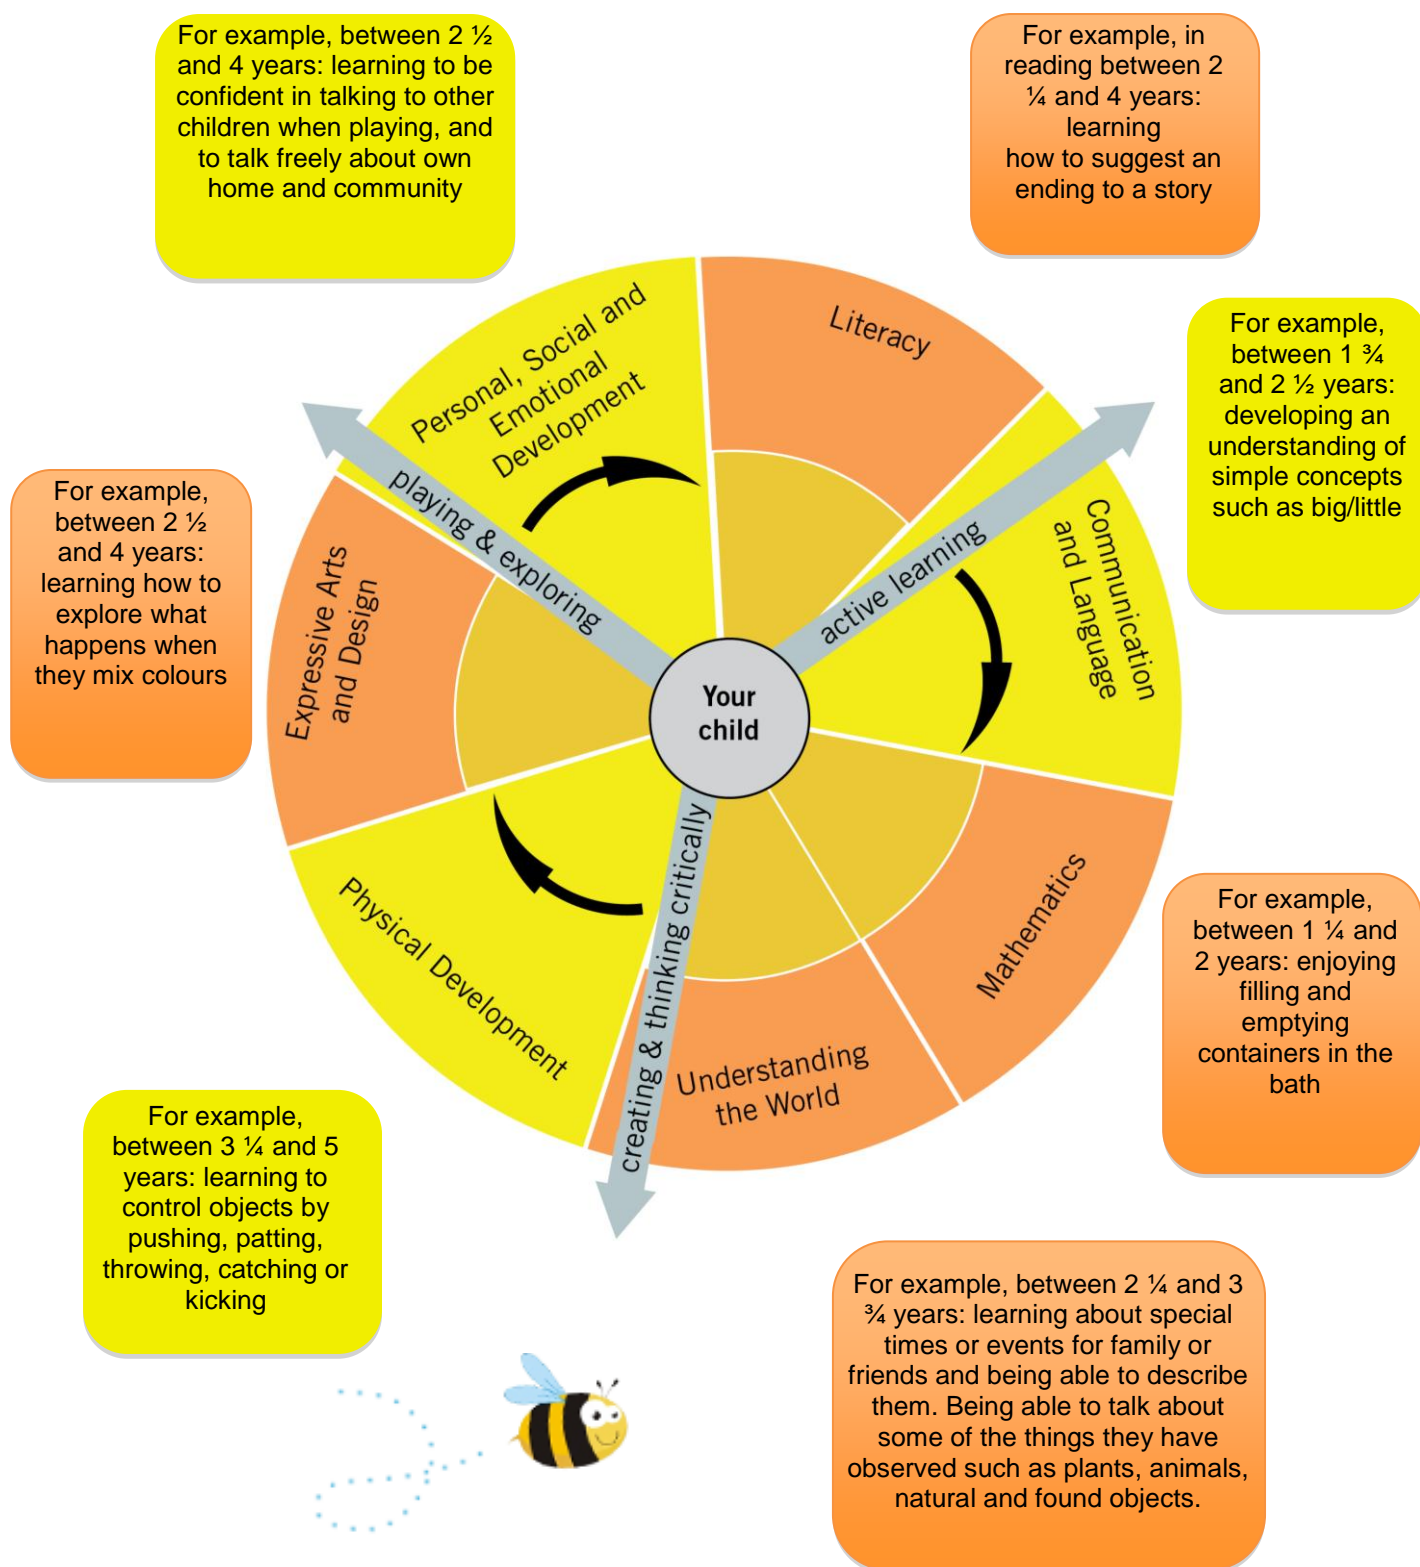 For example, between 2 ½
and 4 years: learning to be
confident in talking to other
children when playing, and
to talk freely about own
home and community
For example, in
reading between 2
¼ and 4 years:
learning
how to suggest an
ending to a story
For example,
between 1 ¾
and 2 ½ years:
developing an
understanding of
simple concepts
such as big/little
For example,
between 2 ½
and 4 years:
learning how to
explore what
happens when
they mix colours
Personal, Social and
Emotional
Development
Literacy
Communication
and Language
Mathematics
Understanding
the World
Physical Development
Expressive Arts
and Design
playing & exploring
active learning
creating & thinking critically
Your
child
For example,
between 1 ¼ and
2 years: enjoying
filling and
emptying
containers in the
bath
For example,
between 3 ¼ and 5
years: learning to
control objects by
pushing, patting,
throwing, catching or
kicking
For example, between 2 ¼ and 3
¾ years: learning about special
times or events for family or
friends and being able to describe
them. Being able to talk about
some of the things they have
observed such as plants, animals,
natural and found objects.